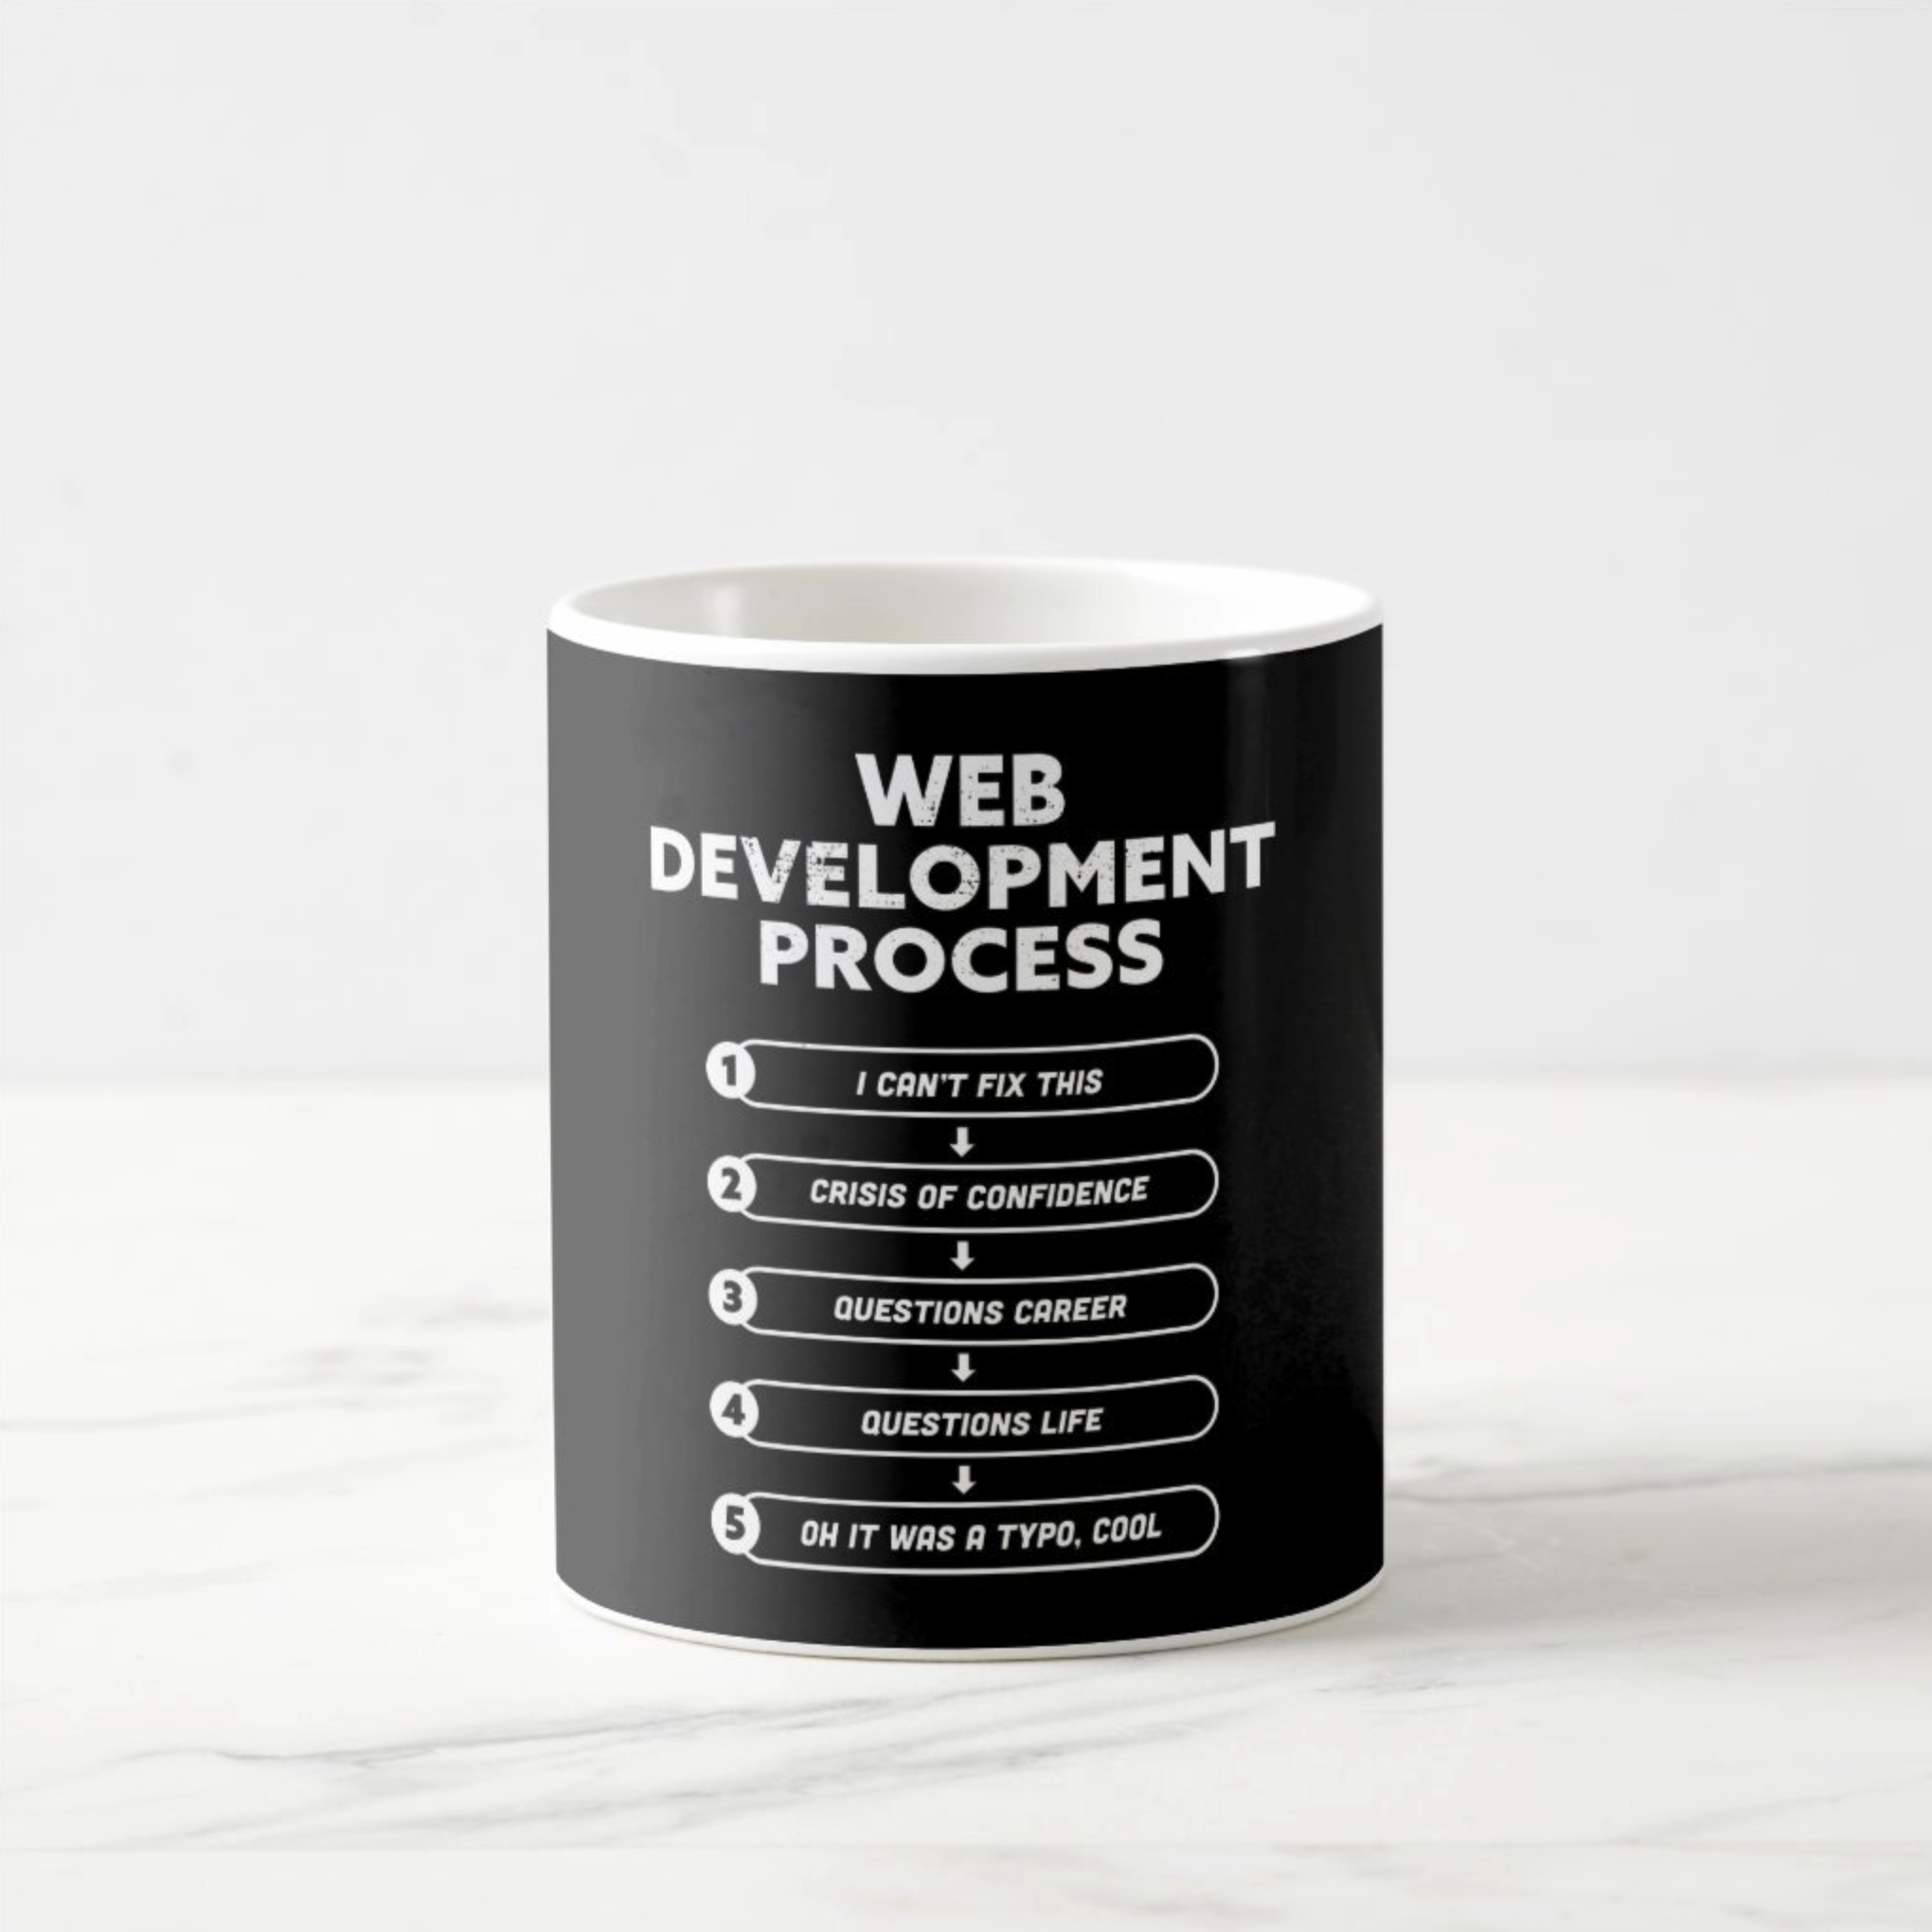 WEB
DEVELOPMENT
PROCESS
1 I CAN'T FIX THIS
2 CRISIS OF CONFIDENCE
3 QUESTIONS CAREER
4 QUESTIONS LIFE
5 OH IT WAS A TYPO, COOL